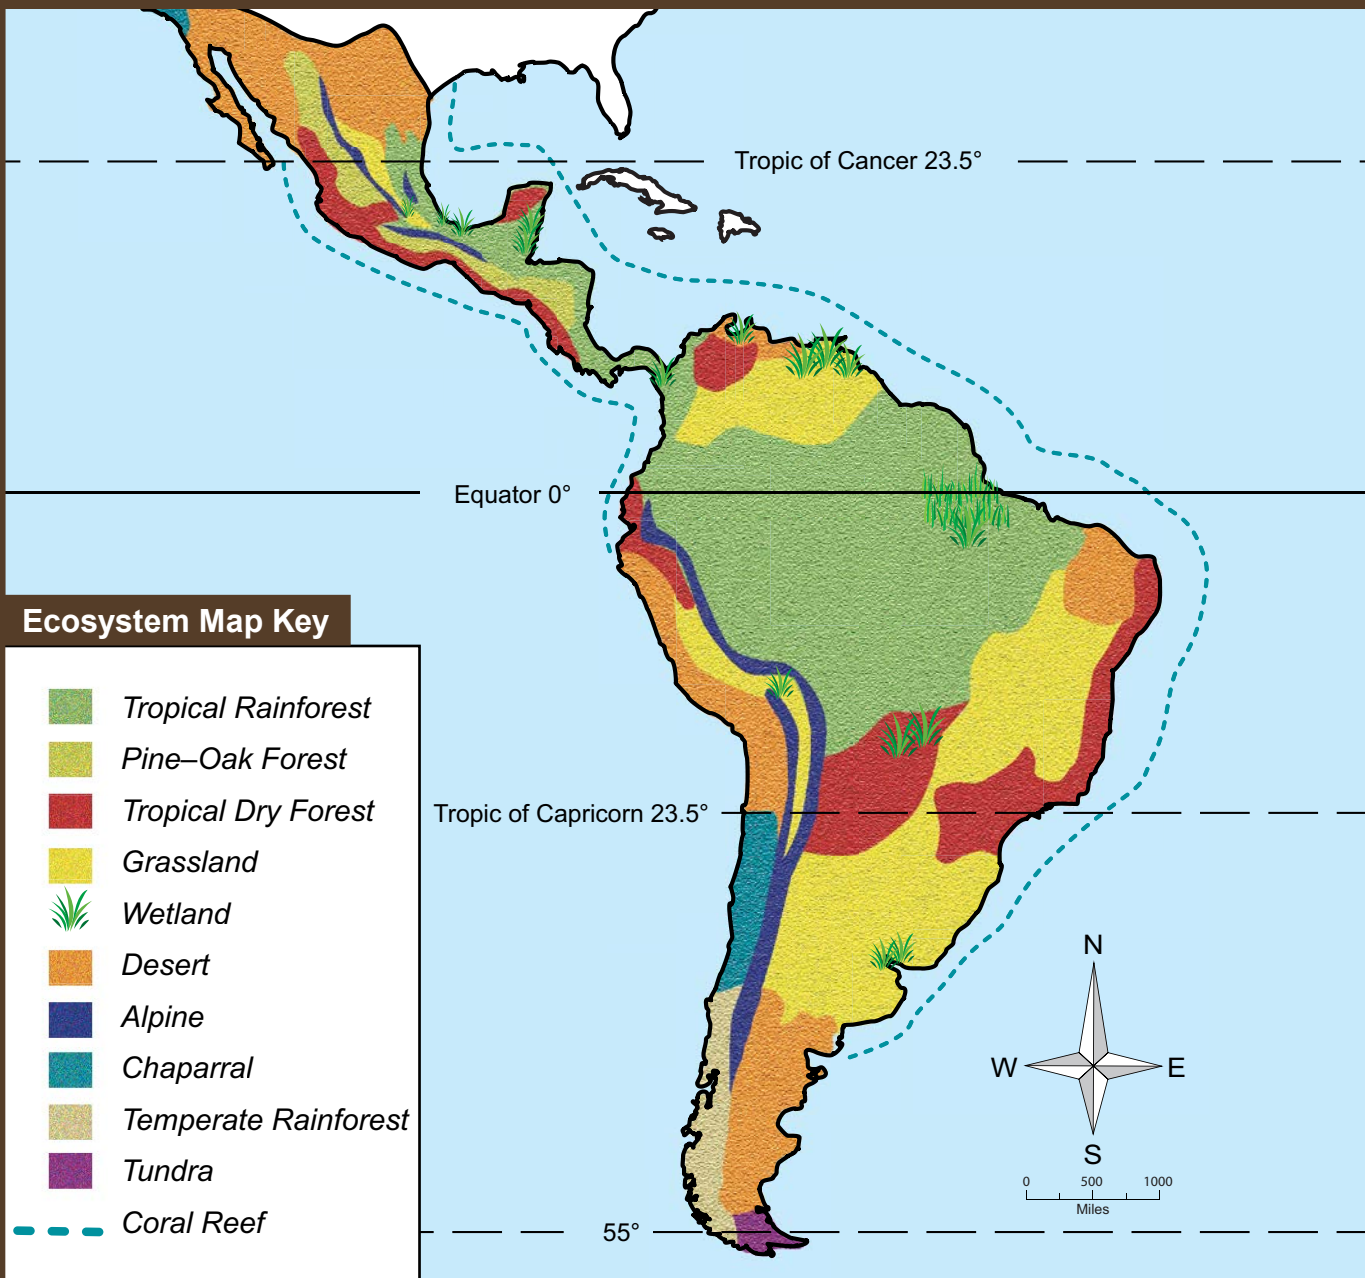 Tropic of Cancer 23.5°
Equator 0°
Ecosystem Map Key
Tropical Rainforest
Pine–Oak Forest
Tropical Dry Forest
Tropic of Capricorn 23.5°
Grassland
Wetland
Desert
Alpine
Chaparral
Temperate Rainforest
Tundra
Coral Reef
N
W
E
S
0 500 1000
Miles
55°